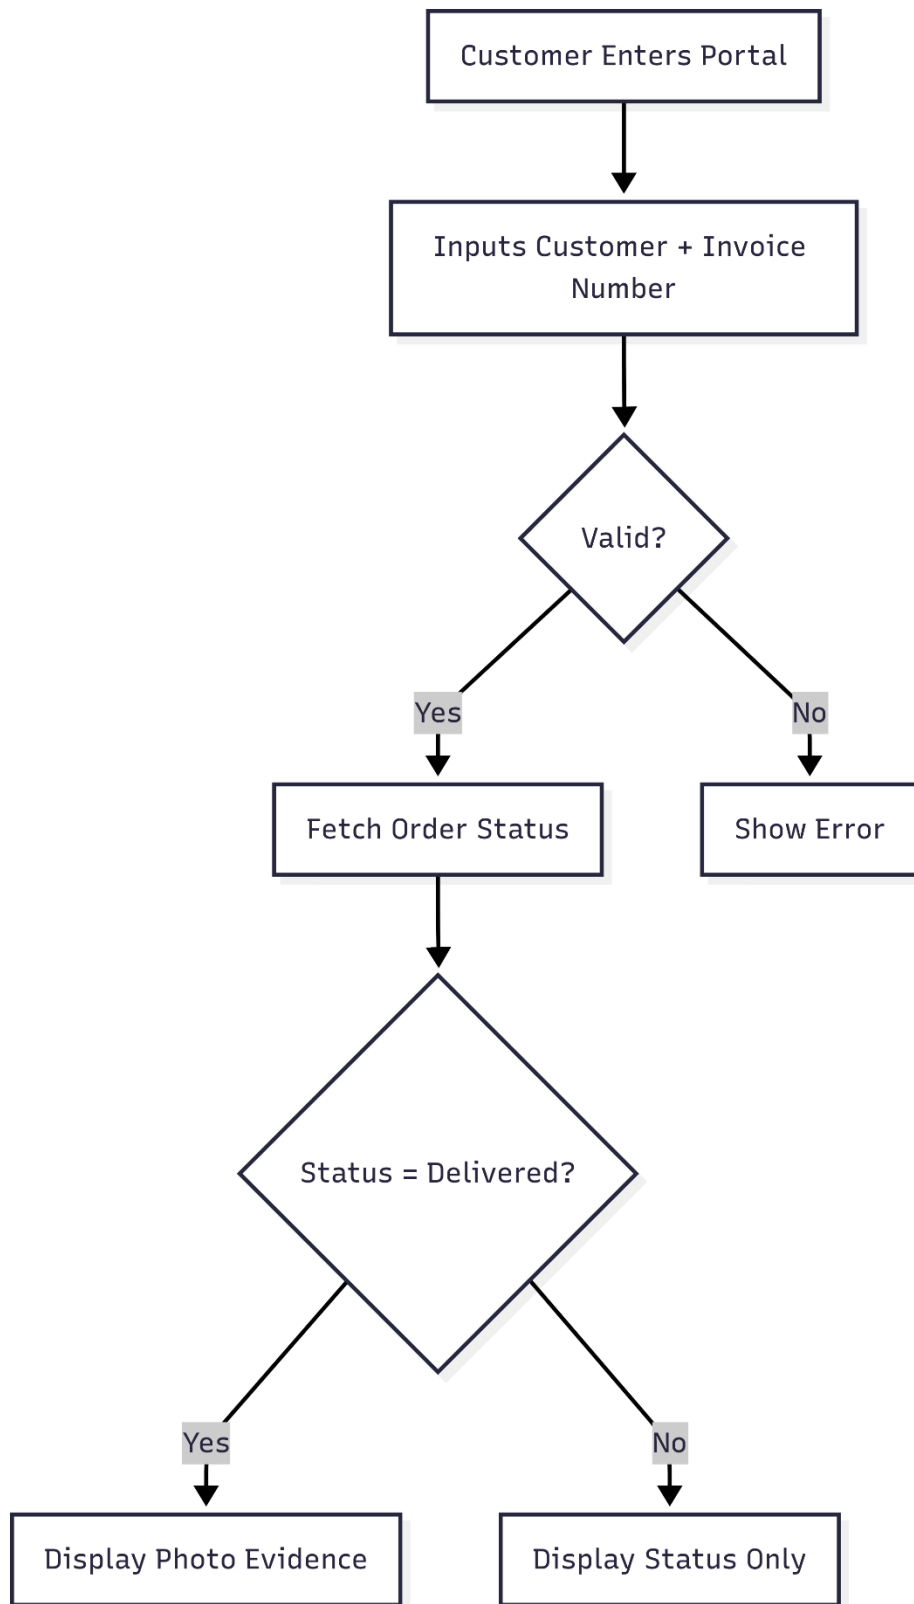 Customer Enters Portal
Inputs Customer + Invoice
Number
Valid?
Yes
No
Fetch Order Status
Show Error
Status = Delivered?
Yes
No
Display Photo Evidence
Display Status Only